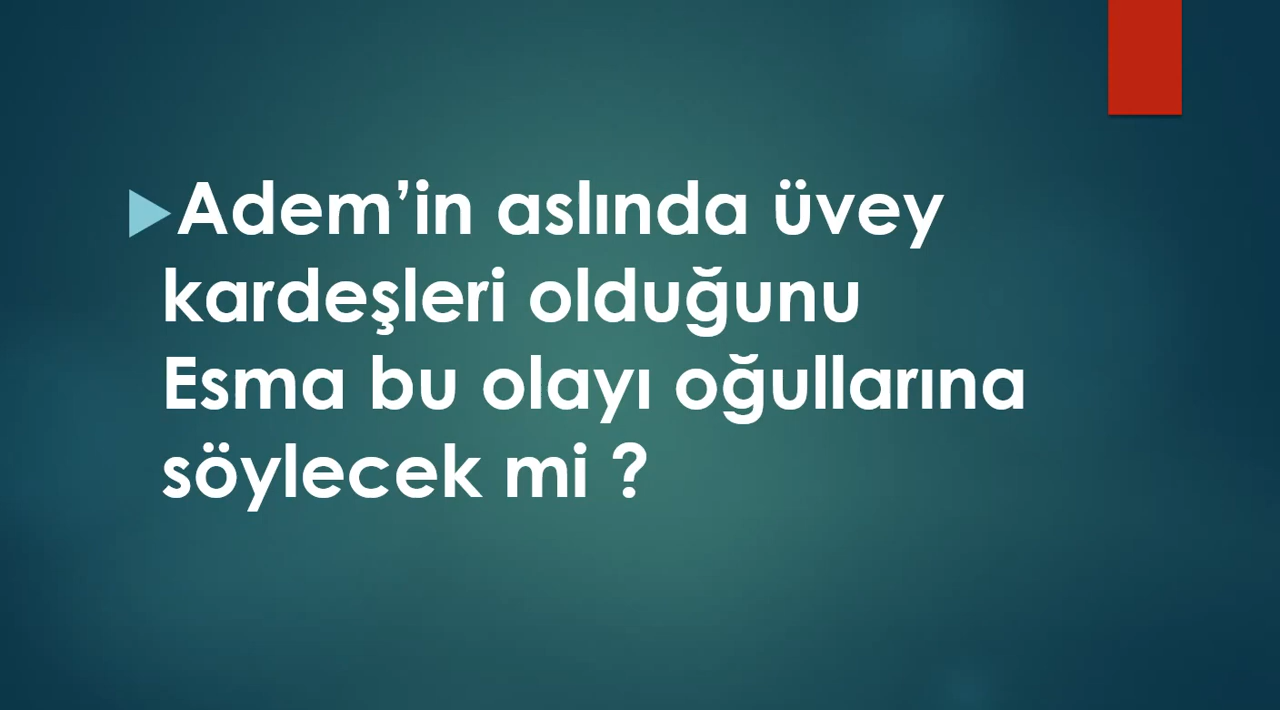 Adem’in aslında üvey
kardeşleri olduğunu
Esma bu olayı oğullarına
söylecek mi ?